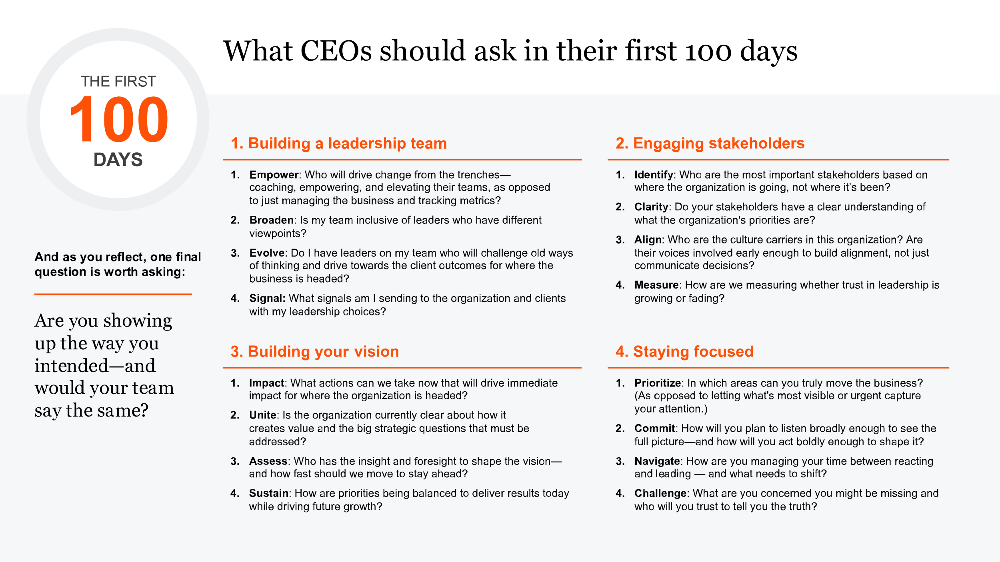 THE FIRST
100
DAYS
What CEOs should ask in their first 100 days
And as you reflect, one final
question is worth asking:
Are you showing
up the way you
intended—and
would your team
say the same?
1. Building a leadership team
1. Empower: Who will drive change from the trenches—
coaching, empowering, and elevating their teams, as opposed
to just managing the business and tracking metrics?
2. Broaden: Is my team inclusive of leaders who have different
viewpoints?
3. Evolve: Do I have leaders on my team who will challenge old ways
of thinking and drive towards the client outcomes for where the
business is headed?
4. Signal: What signals am I sending to the organization and clients
with my leadership choices?
2. Engaging stakeholders
1. Identify: Who are the most important stakeholders based on
where the organization is going, not where it’s been?
2. Clarity: Do your stakeholders have a clear understanding of
what the organization's priorities are?
3. Align: Who are the culture carriers in this organization? Are
their voices involved early enough to build alignment, not just
communicate decisions?
4. Measure: How are we measuring whether trust in leadership is
growing or fading?
3. Building your vision
1. Impact: What actions can we take now that will drive immediate
impact for where the organization is headed?
2. Unite: Is the organization currently clear about how it
creates value and the big strategic questions that must be
addressed?
3. Assess: Who has the insight and foresight to shape the vision—
and how fast should we move to stay ahead?
4. Sustain: How are priorities being balanced to deliver results today
while driving future growth?
4. Staying focused
1. Prioritize: In which areas can you truly move the business?
(As opposed to letting what's most visible or urgent capture
your attention.)
2. Commit: How will you plan to listen broadly enough to see the
full picture—and how will you act boldly enough to shape it?
3. Navigate: How are you managing your time between reacting
and leading — and what needs to shift?
4. Challenge: What are you concerned you might be missing and
who will you trust to tell you the truth?